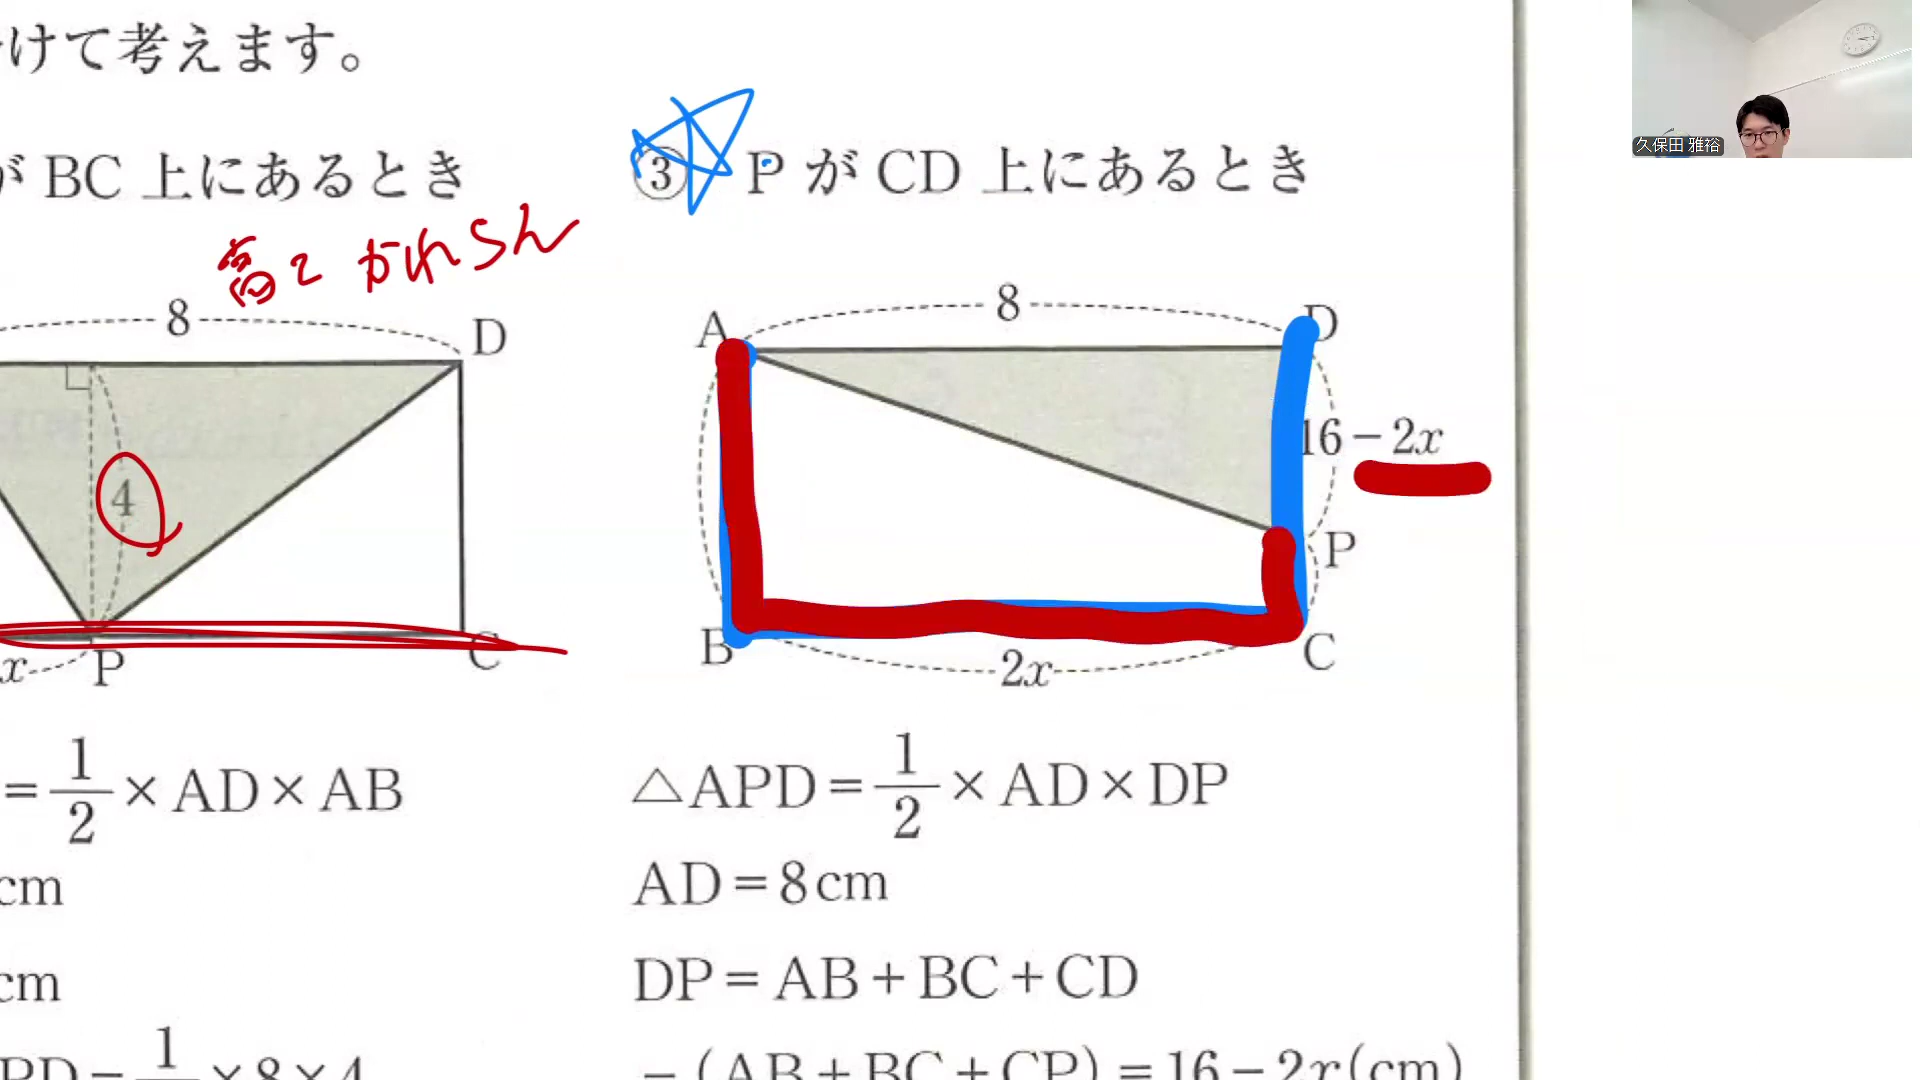 けて考えます。
久保田 雅裕
が BC 上にあるとき
高さ かわらん
8
D
4
x
P
C
= 1/2 × AD × AB
cm
cm
PD = 1/ × 8 × 4
③ P が CD 上にあるとき
8
A
D
16 − 2x
P
B
C
2x
△APD = 1/2 × AD × DP
AD = 8cm
DP = AB + BC + CD
− (AB + BC + CP) = 16 − 2x(cm)